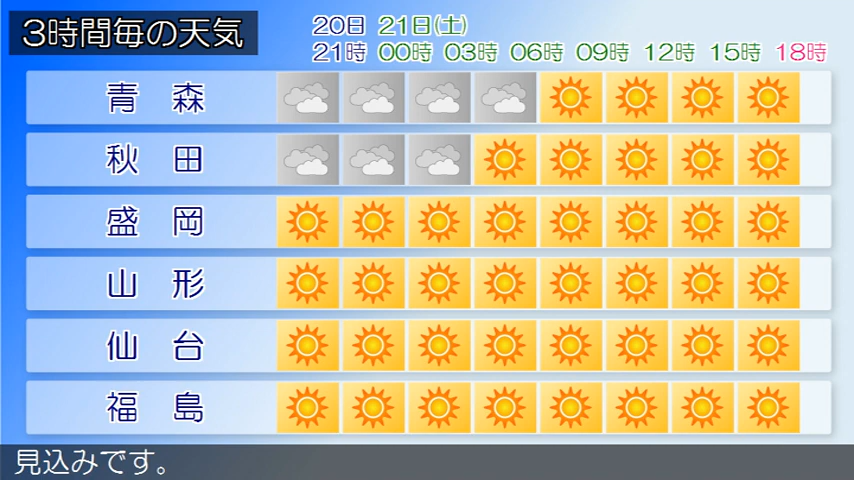 3時間毎の天気
20日 21日(土)
21時 00時 03時 06時 09時 12時 15時 18時
青 森
秋 田
盛 岡
山 形
仙 台
福 島
見込みです。